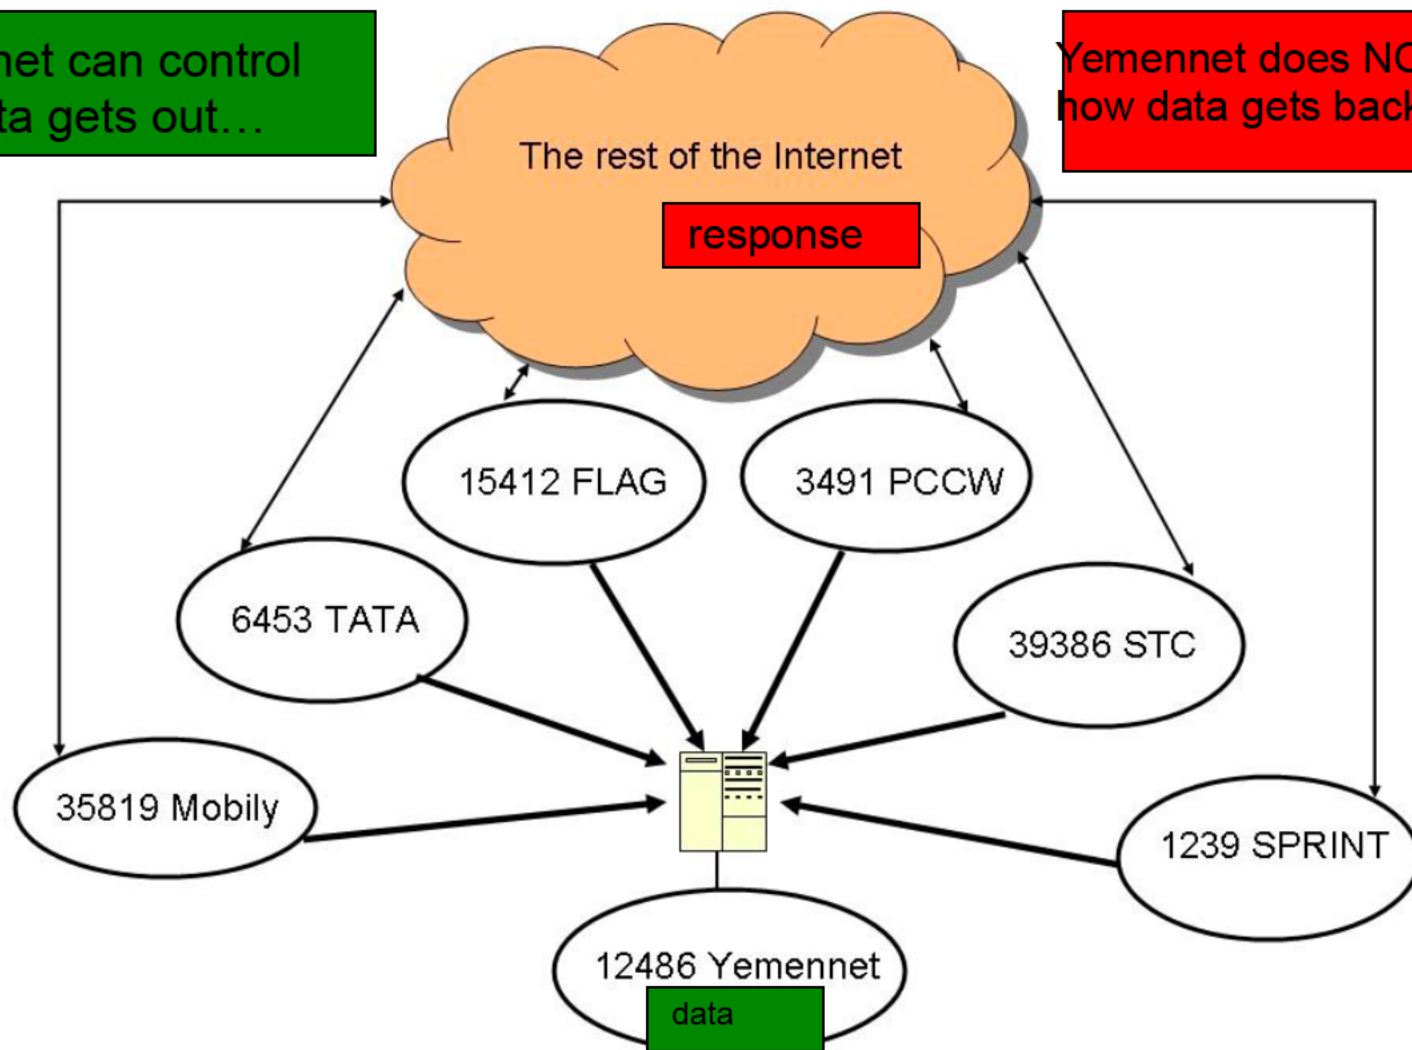 net can control
ta gets out…
Yemennet does NO
how data gets back
The rest of the Internet
response
15412 FLAG
3491 PCCW
6453 TATA
39386 STC
35819 Mobily
1239 SPRINT
12486 Yemennet
data